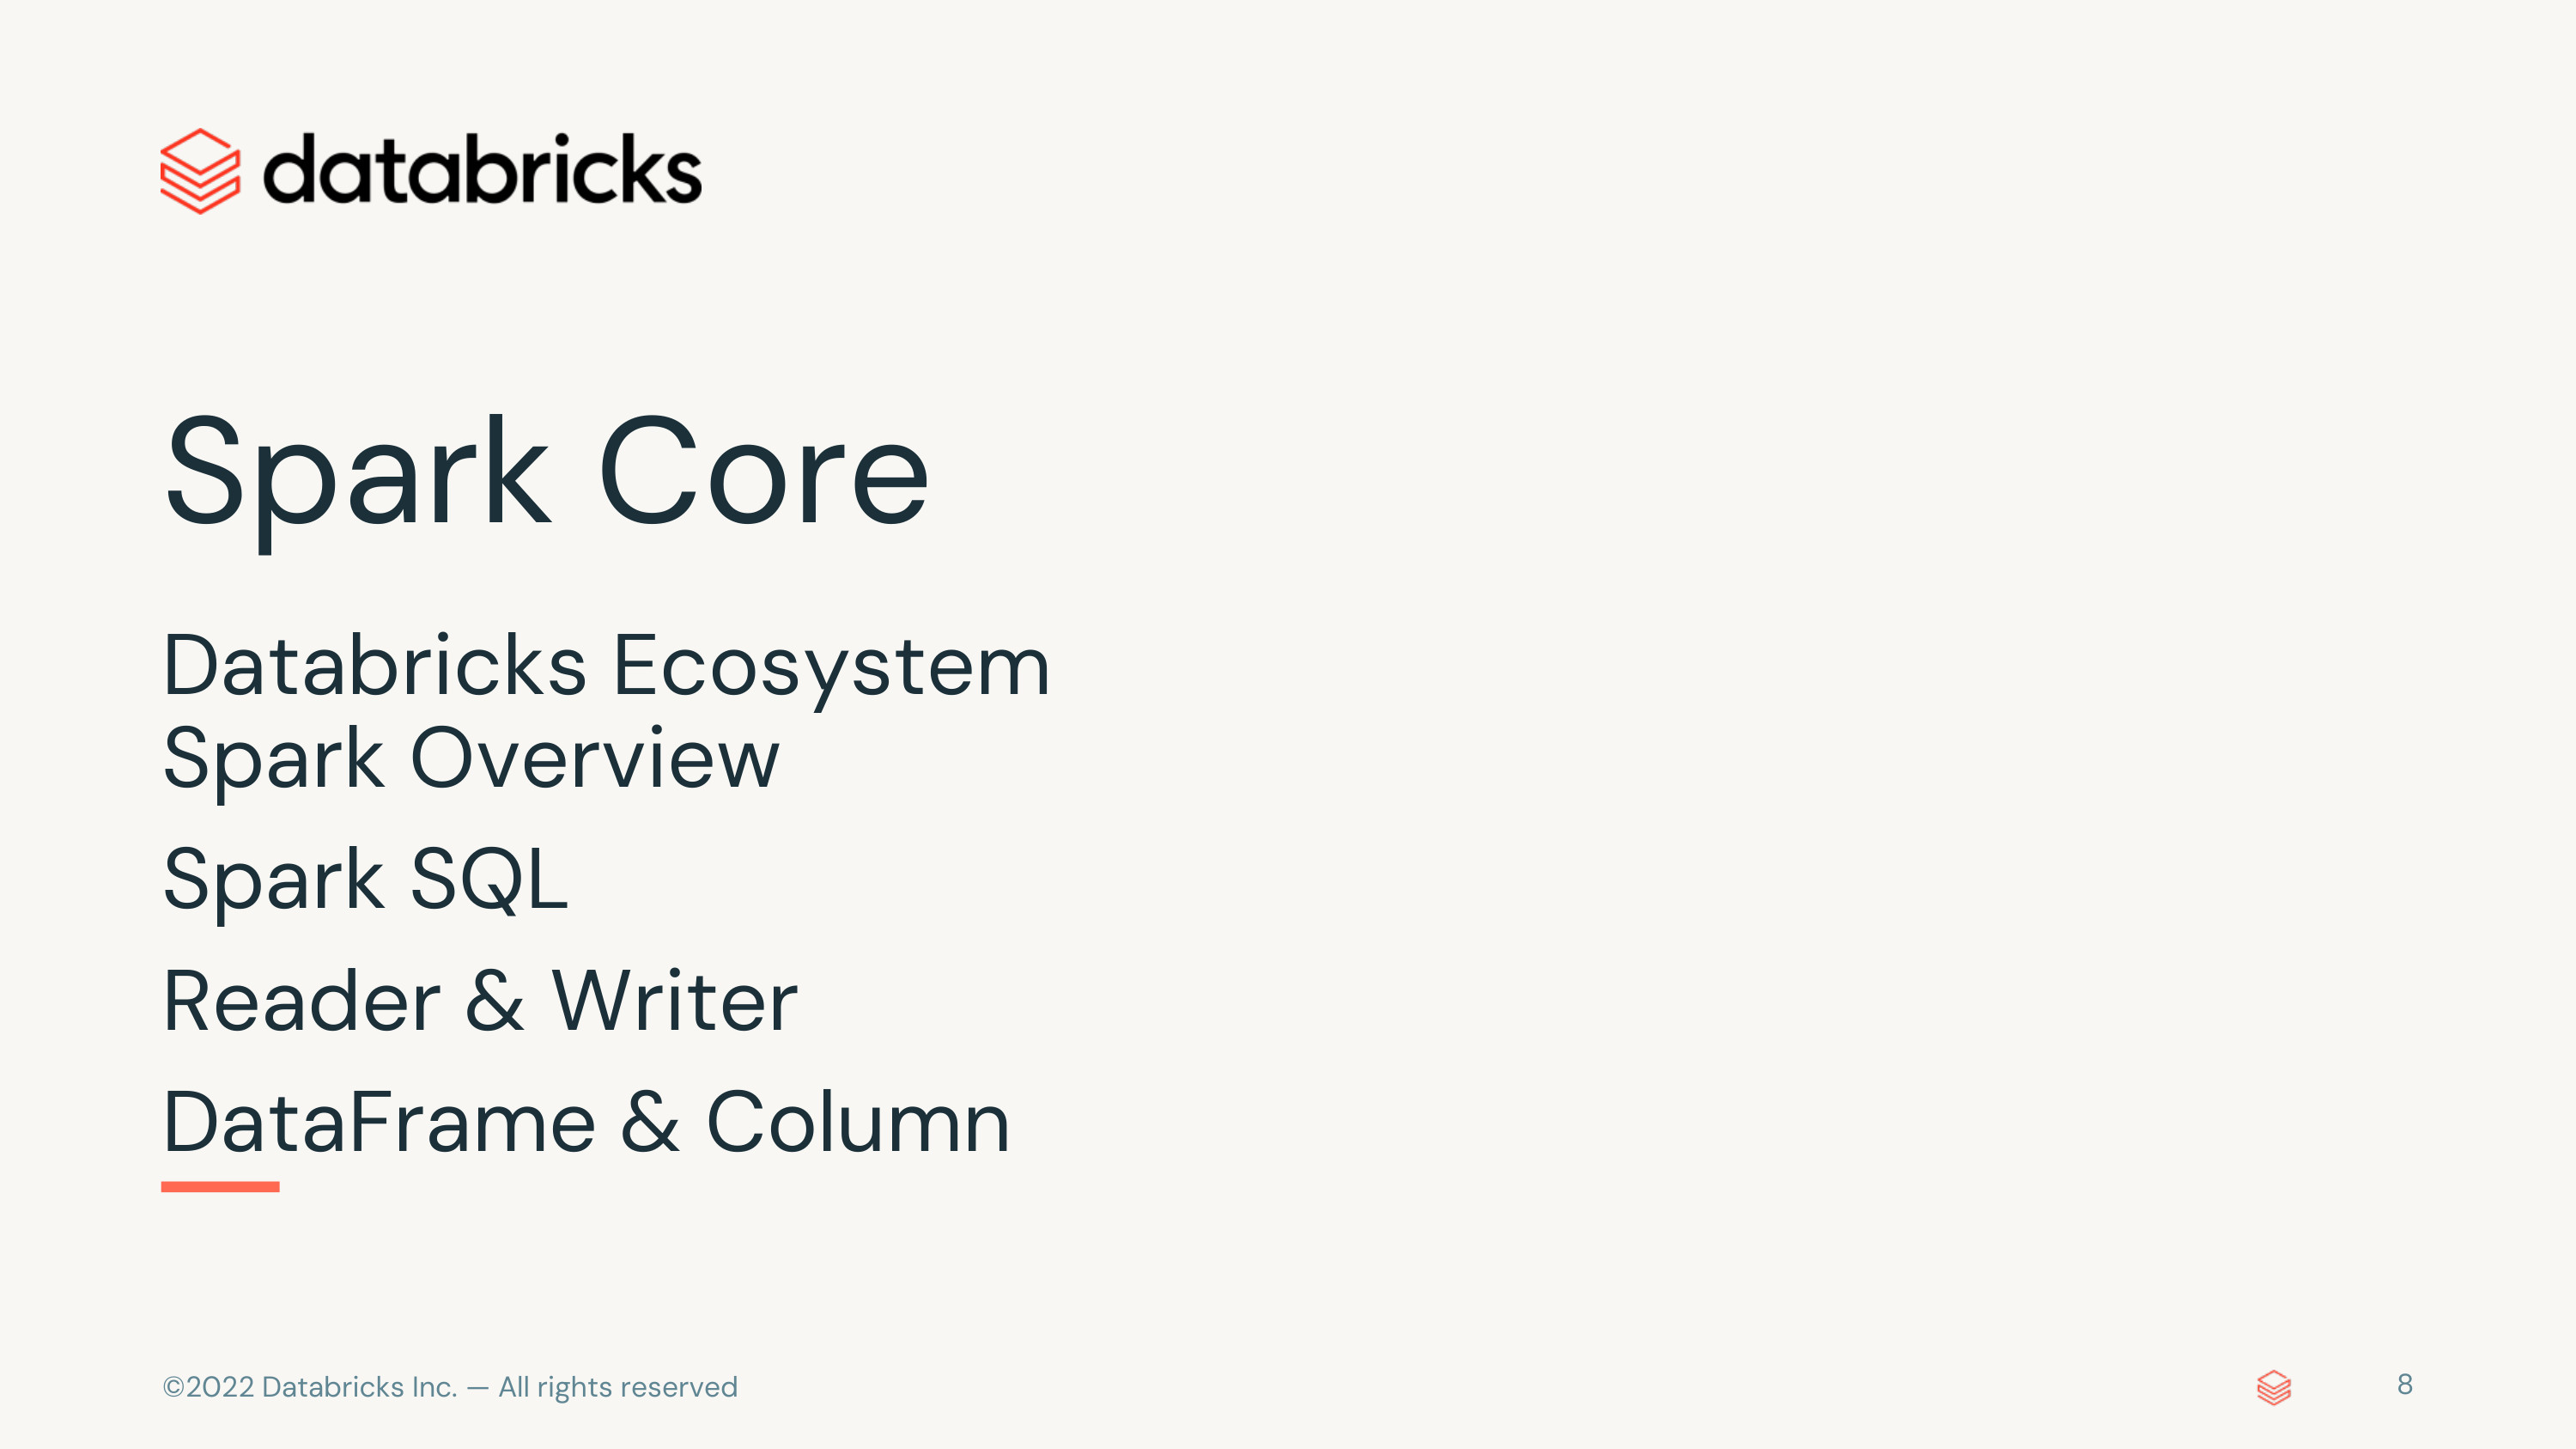 databricks
Spark Core
Databricks Ecosystem
Spark Overview
Spark SQL
Reader & Writer
DataFrame & Column
©2022 Databricks Inc. — All rights reserved
8